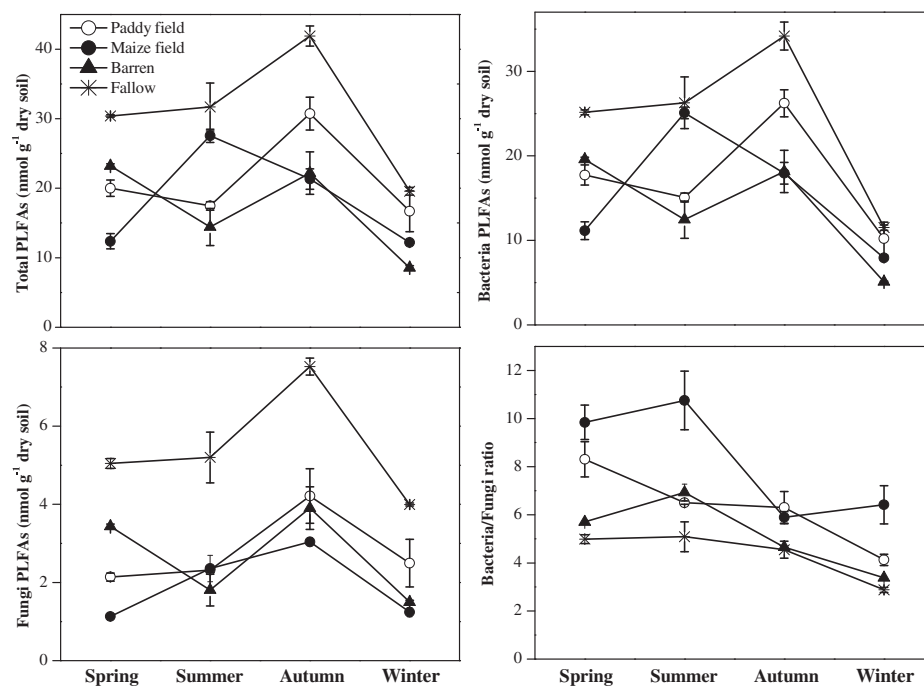 Paddy field
Maize field
Barren
Fallow
Total PLFAs (nmol g⁻¹ dry soil)
40
30
20
10
0
Bacteria PLFAs (nmol g⁻¹ dry soil)
30
20
10
0
Fungi PLFAs (nmol g⁻¹ dry soil)
8
6
4
2
0
Spring Summer Autumn Winter
Bacteria/Fungi ratio
12
10
8
6
4
2
0
Spring Summer Autumn Winter